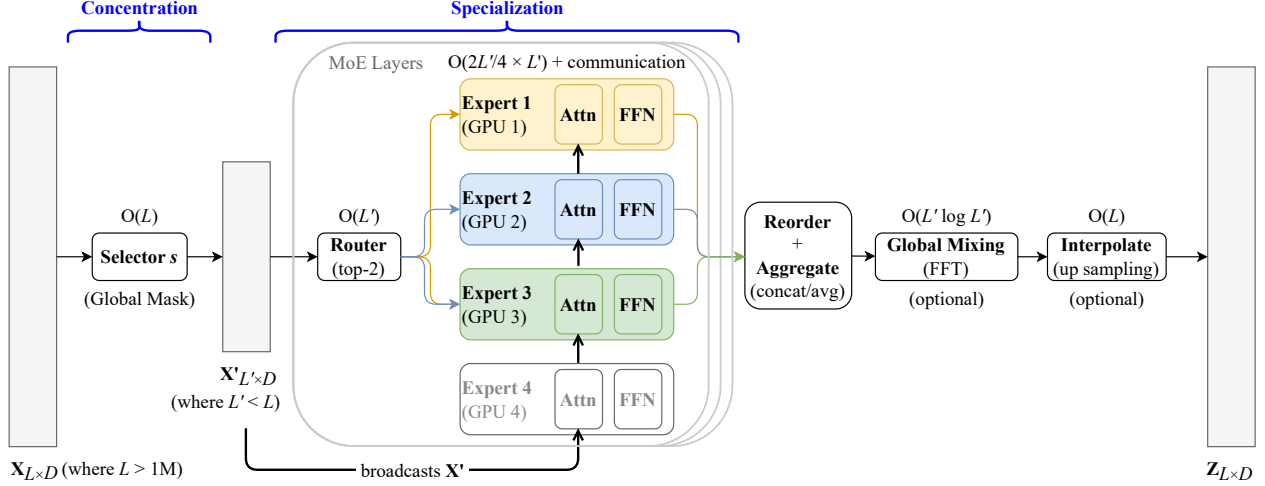 Concentration
Specialization
MoE Layers
O(2L'/4 × L') + communication
Expert 1
(GPU 1)
Attn
FFN
Expert 2
(GPU 2)
Attn
FFN
Expert 3
(GPU 3)
Attn
FFN
Expert 4
(GPU 4)
Attn
FFN
O(L)
Selector s
(Global Mask)
O(L')
Router
(top-2)
Reorder
+
Aggregate
(concat/avg)
O(L' log L')
Global Mixing
(FFT)
(optional)
O(L)
Interpolate
(up sampling)
(optional)
X'L'×D
(where L' < L)
broadcasts X'
XL×D (where L > 1M)
ZL×D